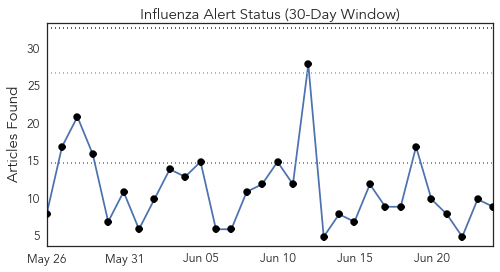 Influenza Alert Status (30-Day Window)
Articles Found
30
25
20
15
10
5
May 26 May 31 Jun 05 Jun 10 Jun 15 Jun 20